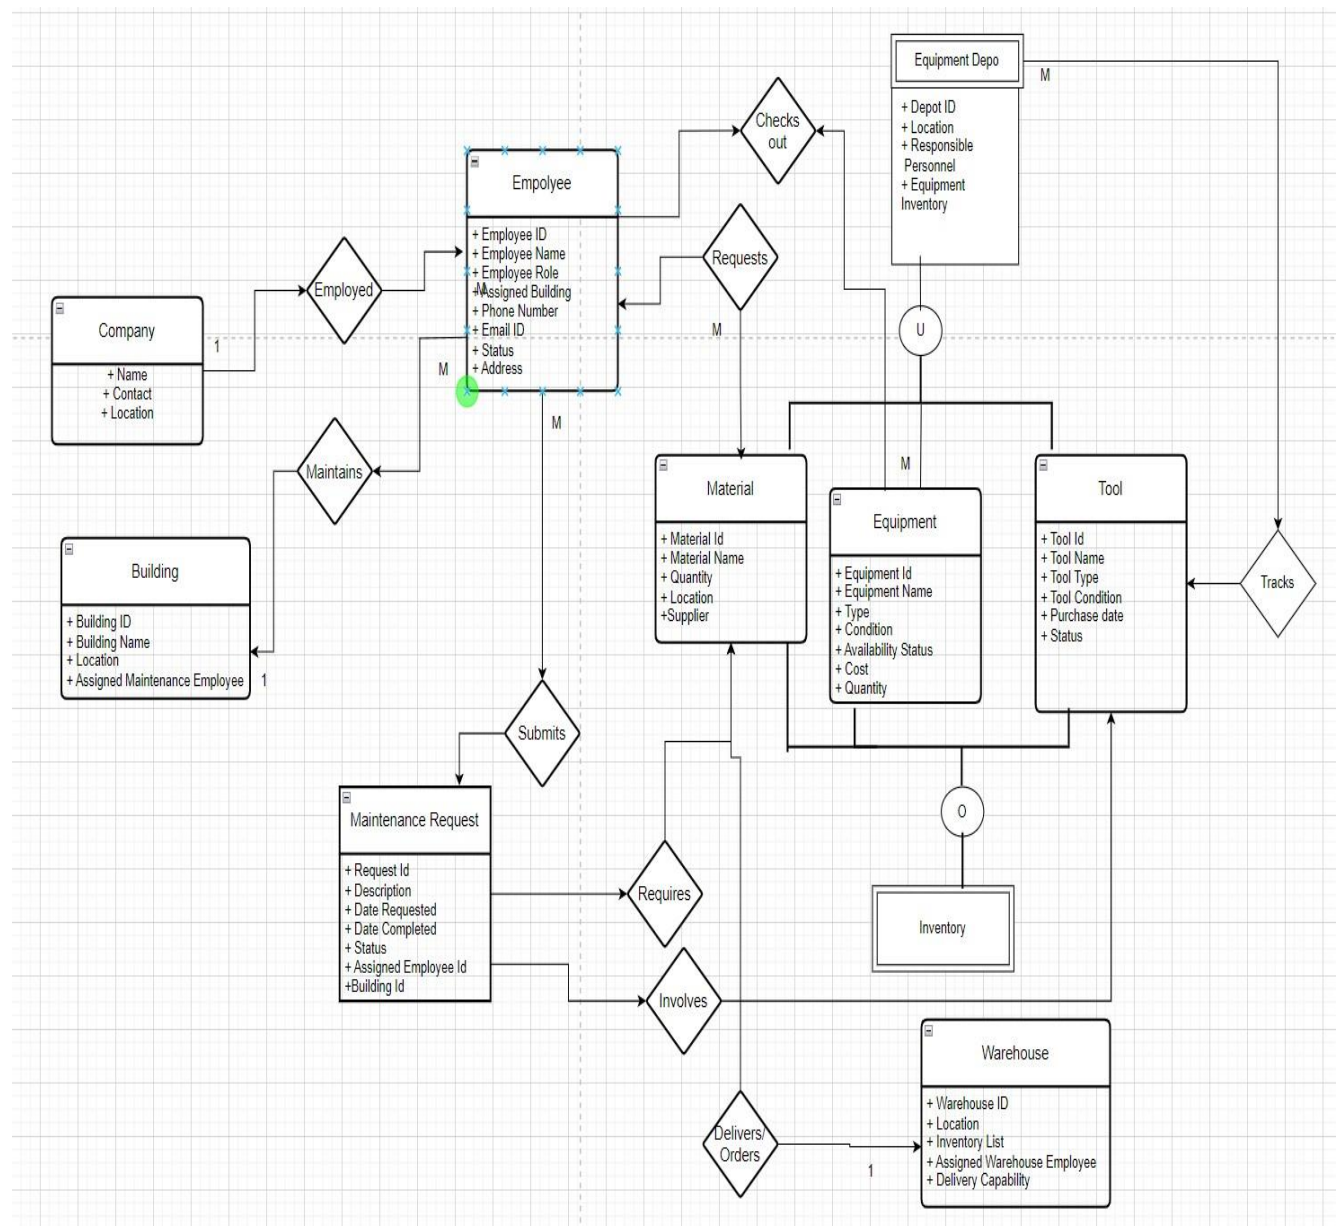 Equipment Depo
M
+ Depot ID
+ Location
+ Responsible
Personnel
+ Equipment
Inventory
Checks
out
Empolyee
+ Employee ID
+ Employee Name
+ Employee Role
M
+ Assigned Building
+ Phone Number
+ Email ID
+ Status
+ Address
Requests
M
Employed
Company
1
+ Name
+ Contact
+ Location
M
M
U
Maintains
Building
+ Building ID
+ Building Name
+ Location
+ Assigned Maintenance Employee
1
Material
+ Material Id
+ Material Name
+ Quantity
+ Location
+Supplier
M
Equipment
+ Equipment Id
+ Equipment Name
+ Type
+ Condition
+ Availability Status
+ Cost
+ Quantity
Tool
+ Tool Id
+ Tool Name
+ Tool Type
+ Tool Condition
+ Purchase date
+ Status
Tracks
Submits
Maintenance Request
+ Request Id
+ Description
+ Date Requested
+ Date Completed
+ Status
+ Assigned Employee Id
+Building Id
Requires
Involves
O
Inventory
Delivers/
Orders
1
Warehouse
+ Warehouse ID
+ Location
+ Inventory List
+ Assigned Warehouse Employee
+ Delivery Capability